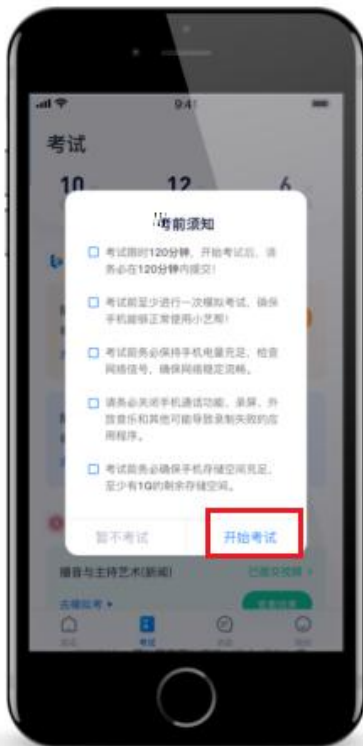 9:41
考试
10
12
6
考前须知
考试限时120分钟，开始考试后，请
务必在120分钟内提交！
考试前至少进行一次模拟考试，确保
手机能够正常使用小艺帮！
考试前务必保持手机电量充足，检查
网络信号，确保网络稳定流畅。
请务必关闭手机通话功能、录屏、外
放音乐和其他可能导致录制失败的应
用程序。
考试前务必确保手机存储空间充足，
至少有1G的剩余存储空间。
暂不考试
开始考试
播音与主持艺术(新闻)
已提交视频
去模拟考
考试